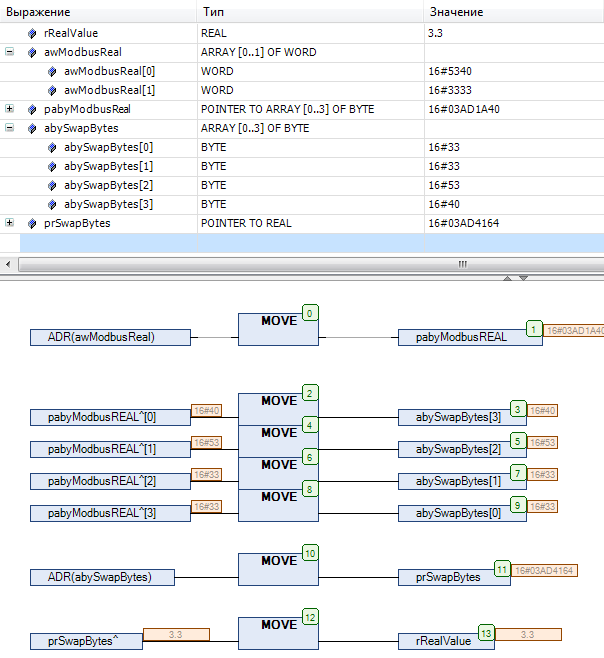 Выражение Тип Значение
rRealValue REAL 3.3
awModbusReal ARRAY [0..1] OF WORD
awModbusReal[0] WORD 16#5340
awModbusReal[1] WORD 16#3333
pabyModbusReal POINTER TO ARRAY [0..3] OF BYTE 16#03AD1A40
abySwapBytes ARRAY [0..3] OF BYTE
abySwapBytes[0] BYTE 16#33
abySwapBytes[1] BYTE 16#33
abySwapBytes[2] BYTE 16#53
abySwapBytes[3] BYTE 16#40
prSwapBytes POINTER TO REAL 16#03AD4164
0
MOVE
ADR(awModbusReal) pabyModbusREAL 1 16#03AD1A40
2
MOVE
pabyModbusREAL^[0] 16#40 abySwapBytes[3] 3 16#40
4
MOVE
pabyModbusREAL^[1] 16#53 abySwapBytes[2] 5 16#53
6
MOVE
pabyModbusREAL^[2] 16#33 abySwapBytes[1] 7 16#33
8
MOVE
pabyModbusREAL^[3] 16#33 abySwapBytes[0] 9 16#33
10
MOVE
ADR(abySwapBytes) prSwapBytes 11 16#03AD4164
12
MOVE
prSwapBytes^ 3.3 rRealValue 13 3.3